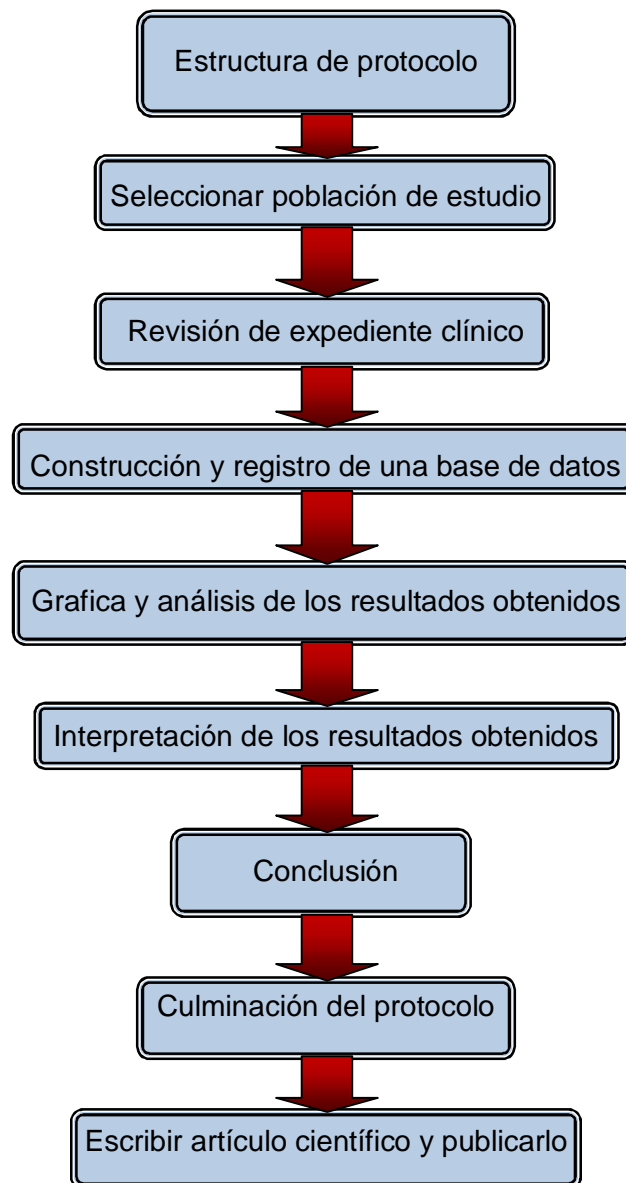 Estructura de protocolo
Seleccionar población de estudio
Revisión de expediente clínico
Construcción y registro de una base de datos
Grafica y análisis de los resultados obtenidos
Interpretación de los resultados obtenidos
Conclusión
Culminación del protocolo
Escribir artículo científico y publicarlo